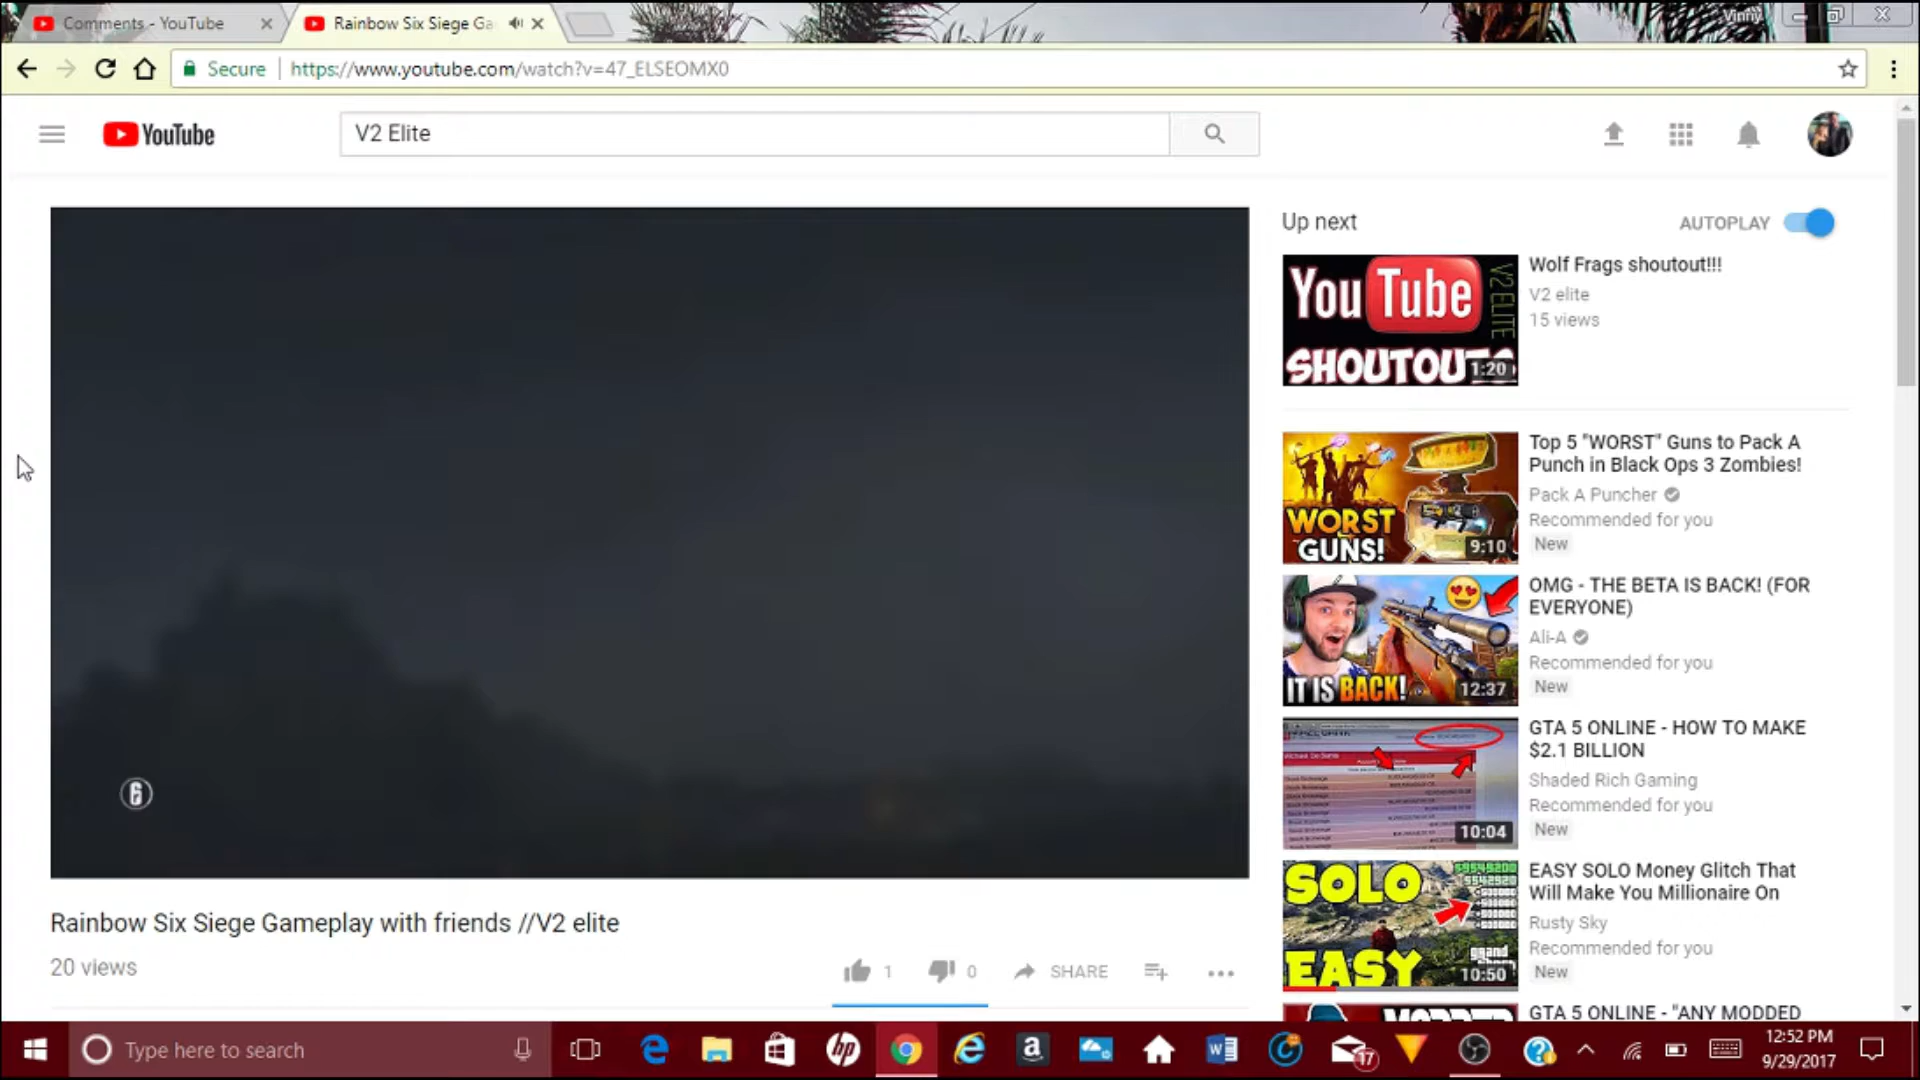 Comments - YouTube
Rainbow Six Siege Ga
Vinny
Secure
https://www.youtube.com/watch?v=47_ELSEOMX0
YouTube
V2 Elite
Up next
AUTOPLAY
You Tube
V2 ELITE
SHOUTOUTS
1:20
Wolf Frags shoutout!!!
V2 elite
15 views
WORST
GUNS!
9:10
Top 5 "WORST" Guns to Pack A
Punch in Black Ops 3 Zombies!
Pack A Puncher
Recommended for you
New
IT IS BACK!
12:37
OMG - THE BETA IS BACK! (FOR
EVERYONE)
Ali-A
Recommended for you
New
10:04
GTA 5 ONLINE - HOW TO MAKE
$2.1 BILLION
Shaded Rich Gaming
Recommended for you
New
SOLO
EASY
grand
10:50
EASY SOLO Money Glitch That
Will Make You Millionaire On
Rusty Sky
Recommended for you
New
GTA 5 ONLINE - "ANY MODDED
6
Rainbow Six Siege Gameplay with friends //V2 elite
20 views
1
0
SHARE
Type here to search
hp
17
12:52 PM
9/29/2017